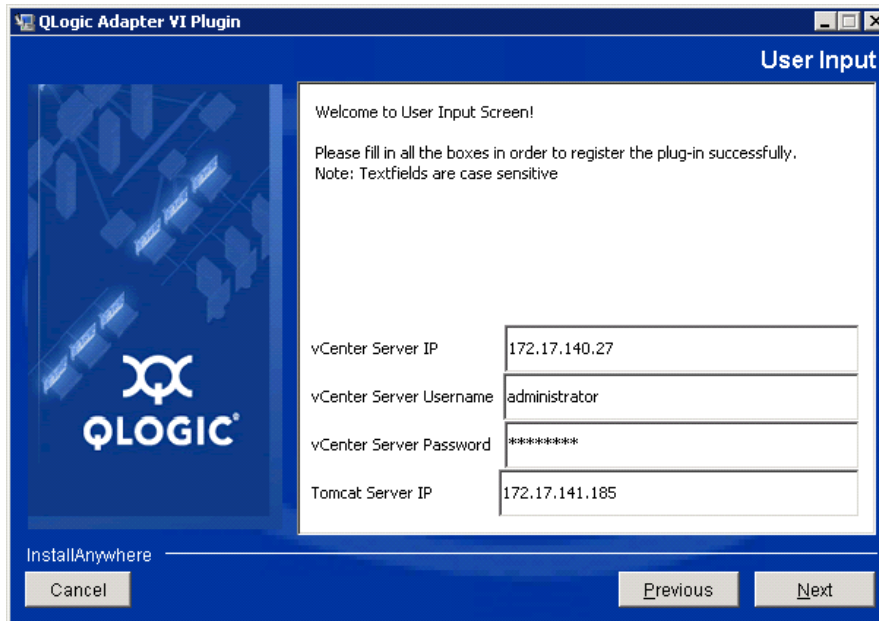 QLogic Adapter VI Plugin
User Input
Welcome to User Input Screen!
Please fill in all the boxes in order to register the plug-in successfully.
Note: Textfields are case sensitive
vCenter Server IP 172.17.140.27
vCenter Server Username administrator
vCenter Server Password ********
Tomcat Server IP 172.17.141.185
QLOGIC®
InstallAnywhere
Cancel Previous Next